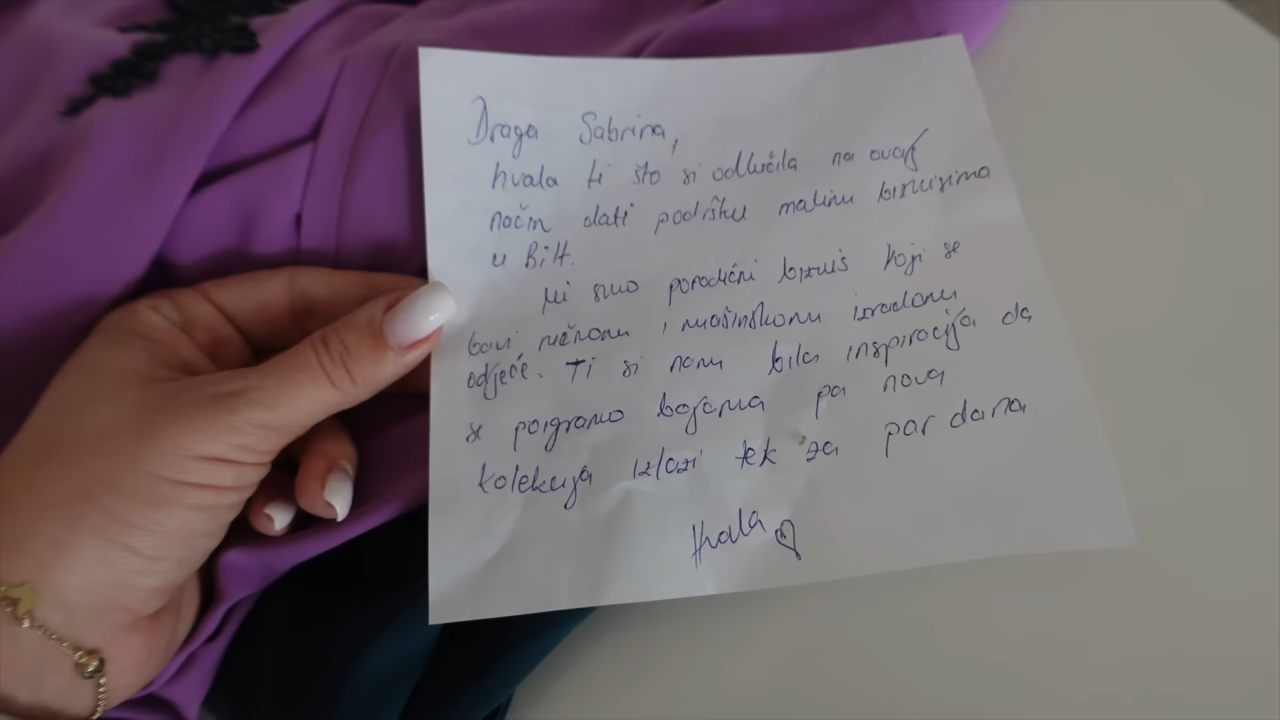 Draga Sabrina,
hvala ti što si odlučila na ovaj
način dati podršku malim biznisima
u BiH.
Mi smo porodični biznis koji se
bavi ručnom i mašinskom izradom
odjeće. Ti si nam bila inspiracija da
se poigramo bojama pa nova
kolekcija izlazi tek za par dana.
Hvala